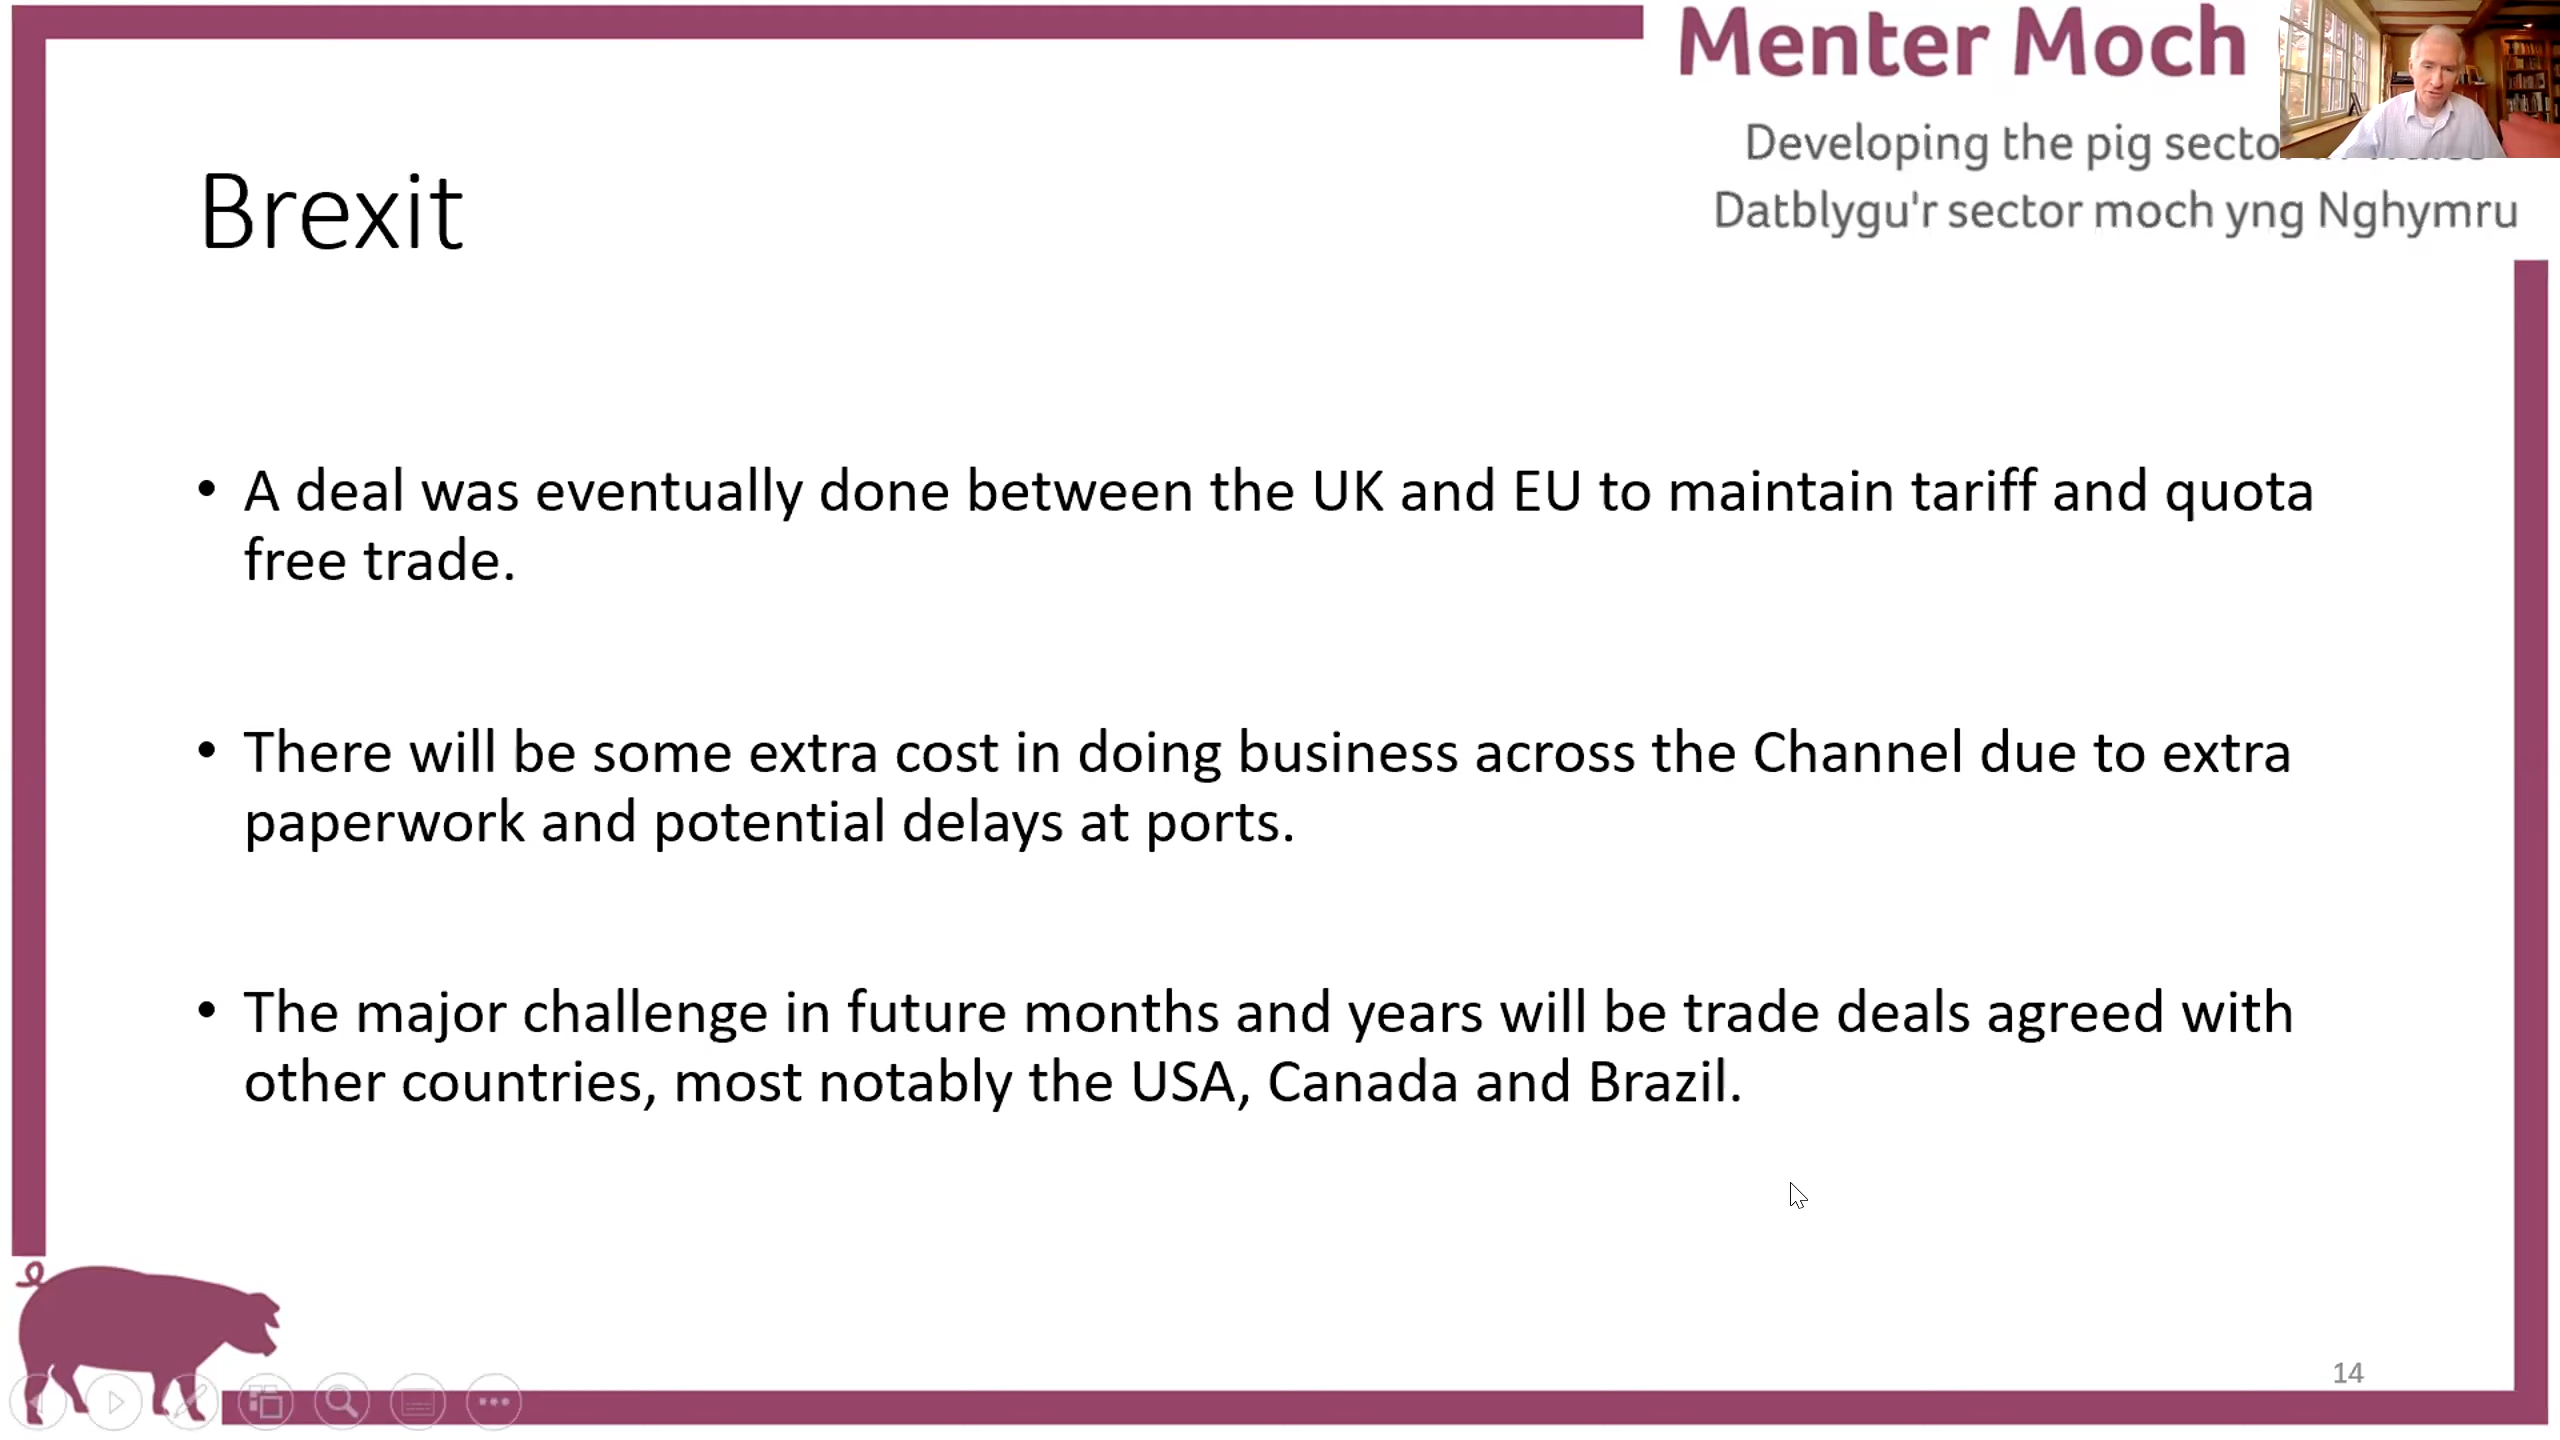 Menter Moch
Developing the pig
Datblygu'r sector moch yng Nghymru
Brexit
• A deal was eventually done between the UK and EU to maintain tariff and quota
free trade.
• There will be some extra cost in doing business across the Channel due to extra
paperwork and potential delays at ports.
• The major challenge in future months and years will be trade deals agreed with
other countries, most notably the USA, Canada and Brazil.
14